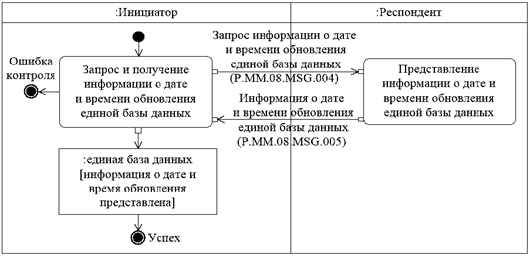 :Инициатор
:Респондент
Запрос информации о дате
и времени обновления
единой базы данных
(P.MM.08.MSG.004)
Ошибка
контроля
Запрос и получение
информации о дате
и времени обновления
единой базы данных
Представление
информации о дате
и времени обновления
единой базы данных
Информация о дате
и времени обновления
единой базы данных
(P.MM.08.MSG.005)
:единая база данных
[информация о дате и
время обновления
представлена]
Успех